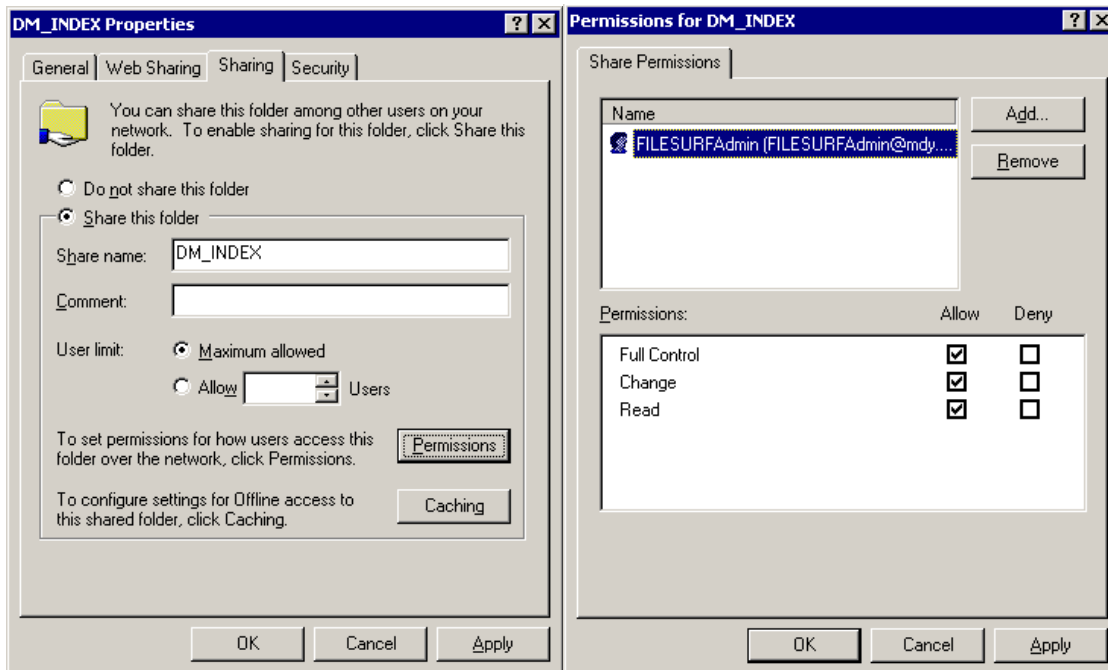 DM_INDEX Properties
General Web Sharing Sharing Security
You can share this folder among other users on your
network. To enable sharing for this folder, click Share this
folder.
Do not share this folder
Share this folder
Share name: DM_INDEX
Comment:
User limit: Maximum allowed
Allow Users
To set permissions for how users access this
folder over the network, click Permissions.
Permissions
To configure settings for Offline access to
this shared folder, click Caching.
Caching
OK Cancel Apply
Permissions for DM_INDEX
Share Permissions
Name
FILESURFAdmin (FILESURFAdmin@mdy....
Add...
Remove
Permissions: Allow Deny
Full Control
Change
Read
OK Cancel Apply